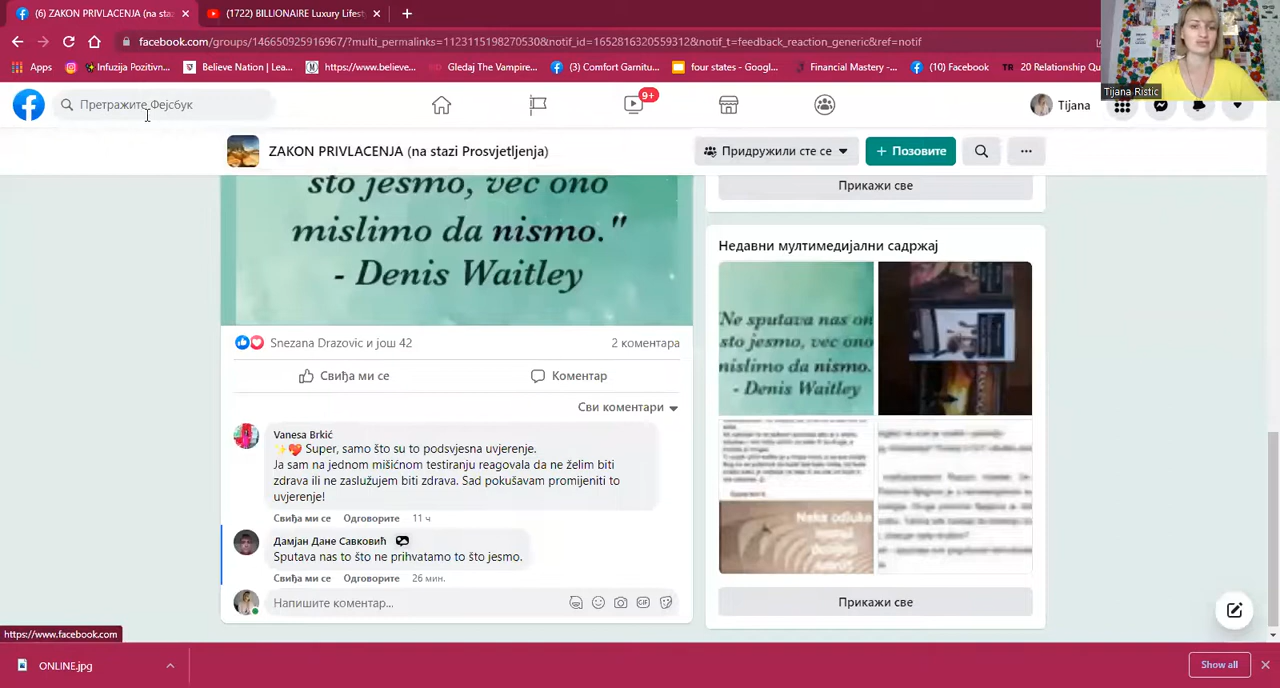 (6) ZAKON PRIVLACENJA (na sta
(1722) BILLIONAIRE Luxury Lifest
facebook.com/groups/146650925916967/?multi_permalinks=1123115198270530&notif_id=1652816320559312&notif_t=feedback_reaction_generic&ref=notif
Apps
Infuzija Pozitivn...
Believe Nation | Lea...
https://www.believe...
Gledaj The Vampire...
(3) Comfort Garnitu...
four states - Googl...
Financial Mastery -...
(10) Facebook
20 Relationship Qu
Tijana Ristic
Претражите Фејсбук
9+
Tijana
ZAKON PRIVLACENJA (na stazi Prosvjetljenja)
Придружили сте се
+ Позовите
sto jesmo, vec ono
mislimo da nismo."
- Denis Waitley
Snezana Drazovic и још 42
2 коментара
Свиђа ми се
Коментар
Сви коментари
Vanesa Brkić
Super, samo što su to podsvjesna uvjerenje.
Ja sam na jednom mišićnom testiranju reagovala da ne želim biti
zdrava ili ne zaslužujem biti zdrava. Sad pokušavam promijeniti to
uvjerenje!
Свиђа ми се Одговорите 11 ч
Дамјан Дане Савковић
Sputava nas to što ne prihvatamo to što jesmo.
Свиђа ми се Одговорите 26 мин.
Напишите коментар...
GIF
Прикажи све
Недавни мултимедијални садржај
"Ne sputava nas on
sto jesmo, vec ono
mislimo da nismo.
- Denis Waitley
Neka odluke
Прикажи све
https://www.facebook.com
ONLINE.jpg
Show all